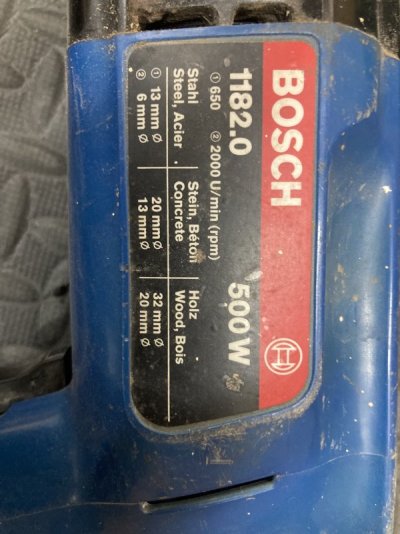 BOSCH
1182.0 500 W
① 650 ② 2000 U/min (rpm)
Stahl Stein, Béton Holz
Steel, Acier Concrete Wood, Bois
① 13 mm Ø 20 mm Ø 32 mm Ø
② 6 mm Ø 13 mm Ø 20 mm Ø